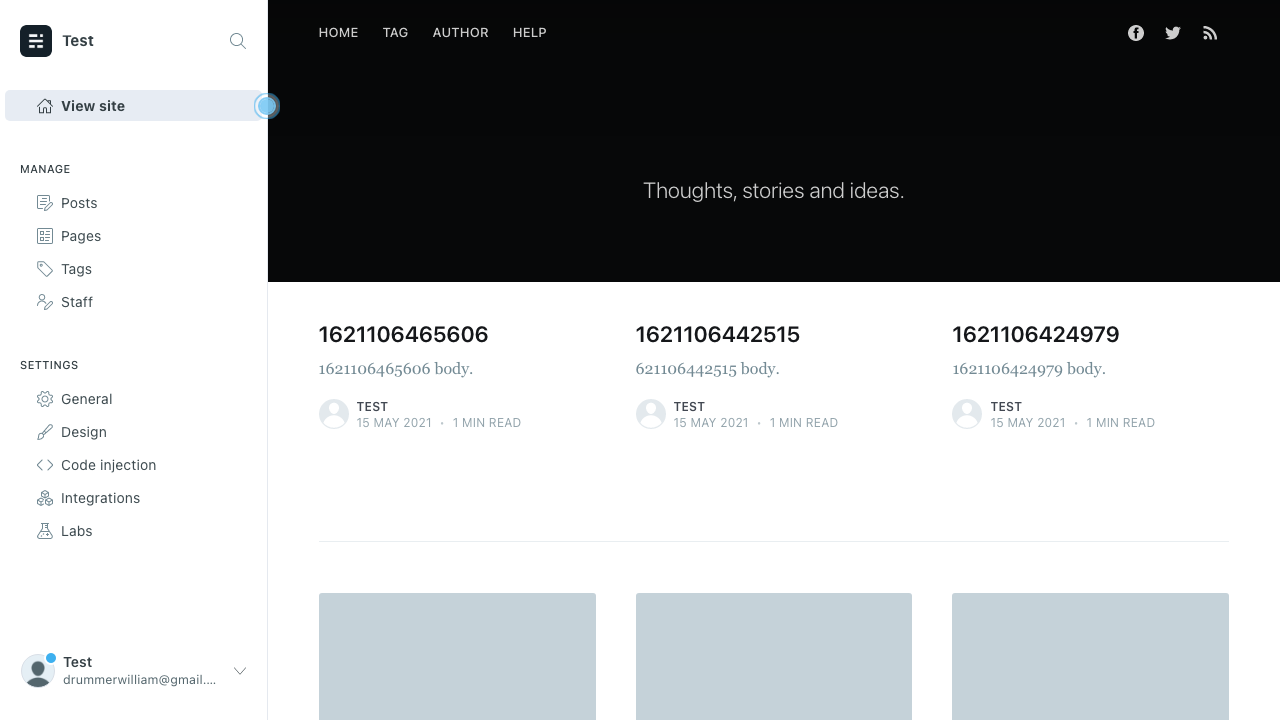 Test
View site
MANAGE
Posts
Pages
Tags
Staff
SETTINGS
General
Design
Code injection
Integrations
Labs
Test
drummerwilliam@gmail....
HOME TAG AUTHOR HELP
Thoughts, stories and ideas.
1621106465606
1621106465606 body.
TEST
15 MAY 2021 • 1 MIN READ
1621106442515
621106442515 body.
TEST
15 MAY 2021 • 1 MIN READ
1621106424979
1621106424979 body.
TEST
15 MAY 2021 • 1 MIN READ